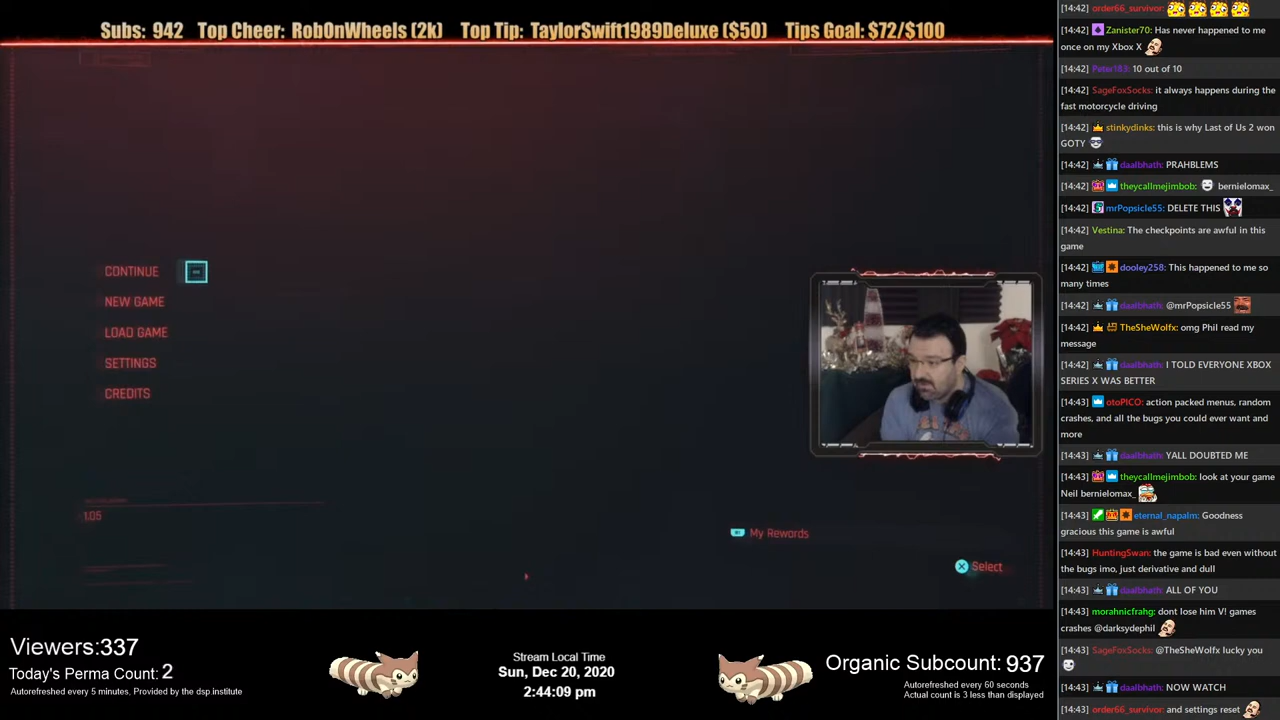 Subs: 942 Top Cheer: RobOnWheels (2k) Top Tip: TaylorSwift1989Deluxe ($50) Tips Goal: $72/$100
CONTINUE
NEW GAME
LOAD GAME
SETTINGS
CREDITS
1.05
My Rewards
Select
Viewers:337
Today's Perma Count: 2
Autorefreshed every 5 minutes, Provided by the dsp.institute
Stream Local Time
Sun, Dec 20, 2020
2:44:09 pm
Organic Subcount: 937
Autorefreshed every 60 seconds
Actual count is 3 less than displayed
[14:42] order66_survivor:
[14:42] Zanister70: Has never happened to me
once on my Xbox X
[14:42] Peter183: 10 out of 10
[14:42] SageFoxSocks: it always happens during the
fast motorcycle driving
[14:42] stinkydinks: this is why Last of Us 2 won
GOTY
[14:42] daalbhath: PRAHBLEMS
[14:42] theycallmejimbob: bernielomax_
[14:42] mrPopsicle55: DELETE THIS
[14:42] Vestina: The checkpoints are awful in this
game
[14:42] dooley258: This happened to me so
many times
[14:42] daalbhath: @mrPopsicle55
[14:42] TheSheWolfx: omg Phil read my
message
[14:42] daalbhath: I TOLD EVERYONE XBOX
SERIES X WAS BETTER
[14:43] otoPICO: action packed menus, random
crashes, and all the bugs you could ever want and
more
[14:43] daalbhath: YALL DOUBTED ME
[14:43] theycallmejimbob: look at your game
Neil bernielomax_
[14:43] eternal_napalm: Goodness
gracious this game is awful
[14:43] HuntingSwan: the game is bad even without
the bugs imo, just derivative and dull
[14:43] daalbhath: ALL OF YOU
[14:43] morahnicfrahg: dont lose him V! games
crashes @darksydephil
[14:43] SageFoxSocks: @TheSheWolfx lucky you
[14:43] daalbhath: NOW WATCH
[14:43] order66_survivor: and settings reset